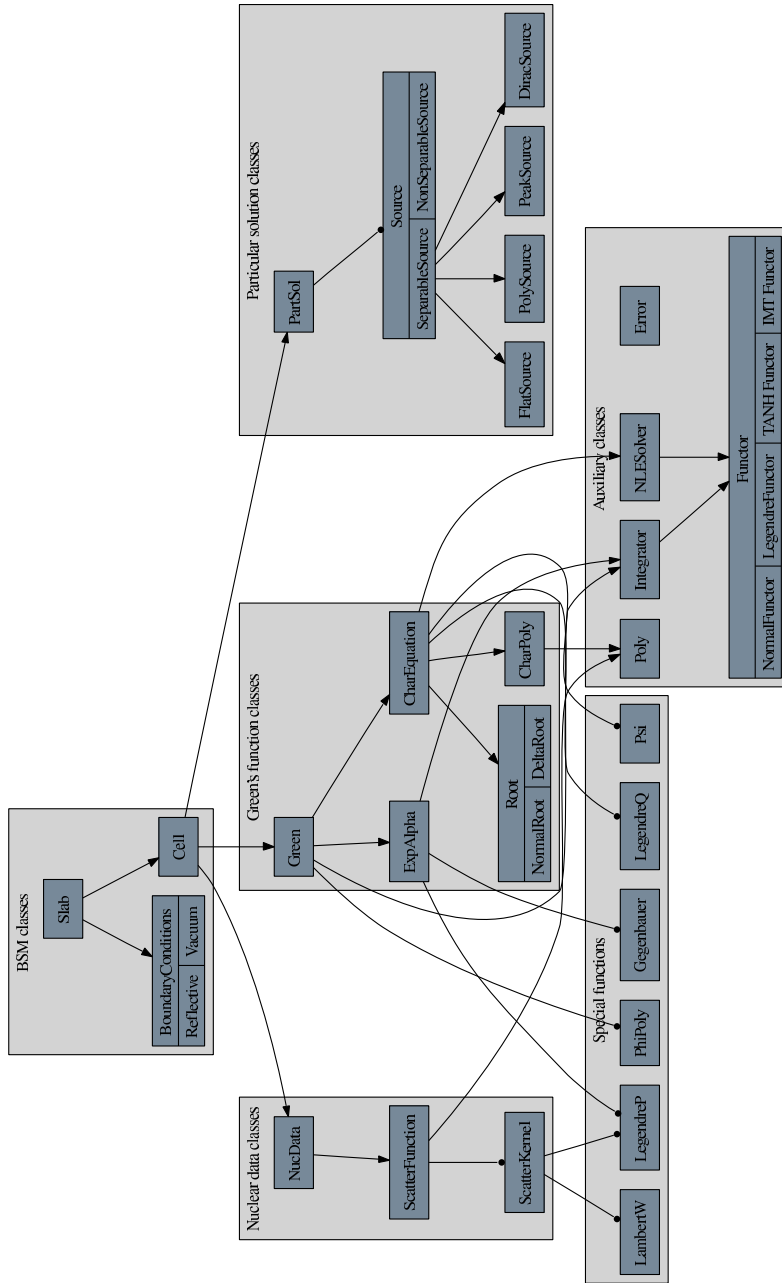 BSM classes
Slab
BoundaryConditions
Reflective
Vacuum
Cell
Nuclear data classes
NucData
ScatterFunction
ScatterKernel
Green's function classes
Green
ExpAlpha
CharEquation
Root
NormalRoot
DeltaRoot
CharPoly
Particular solution classes
PartSol
Source
SeparableSource
NonSeparableSource
FlatSource
PolySource
PeakSource
DiracSource
Special functions
LambertW
LegendreP
PhiPoly
Gegenbauer
LegendreQ
Psi
Auxiliary classes
Poly
Integrator
NLESolver
Error
Functor
NormalFunctor
LegendreFunctor
TANH Functor
IMT Functor